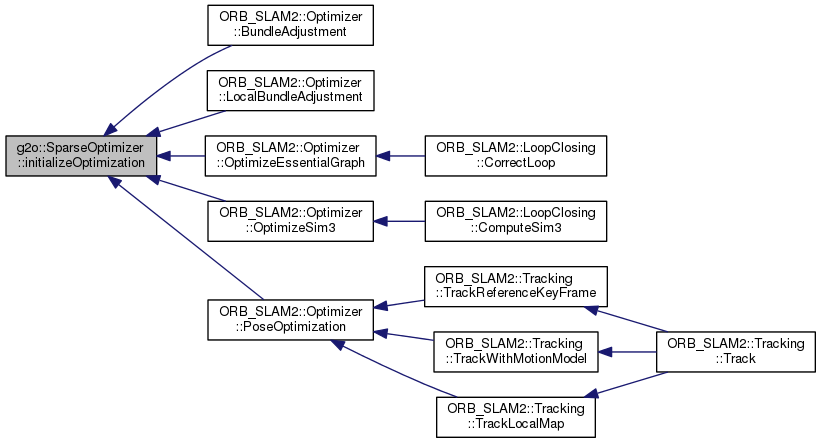 ORB_SLAM2::Optimizer
::BundleAdjustment
ORB_SLAM2::Optimizer
::LocalBundleAdjustment
g2o::SparseOptimizer
::initializeOptimization
ORB_SLAM2::Optimizer
::OptimizeEssentialGraph
ORB_SLAM2::LoopClosing
::CorrectLoop
ORB_SLAM2::Optimizer
::OptimizeSim3
ORB_SLAM2::LoopClosing
::ComputeSim3
ORB_SLAM2::Optimizer
::PoseOptimization
ORB_SLAM2::Tracking
::TrackReferenceKeyFrame
ORB_SLAM2::Tracking
::TrackWithMotionModel
ORB_SLAM2::Tracking
::Track
ORB_SLAM2::Tracking
::TrackLocalMap